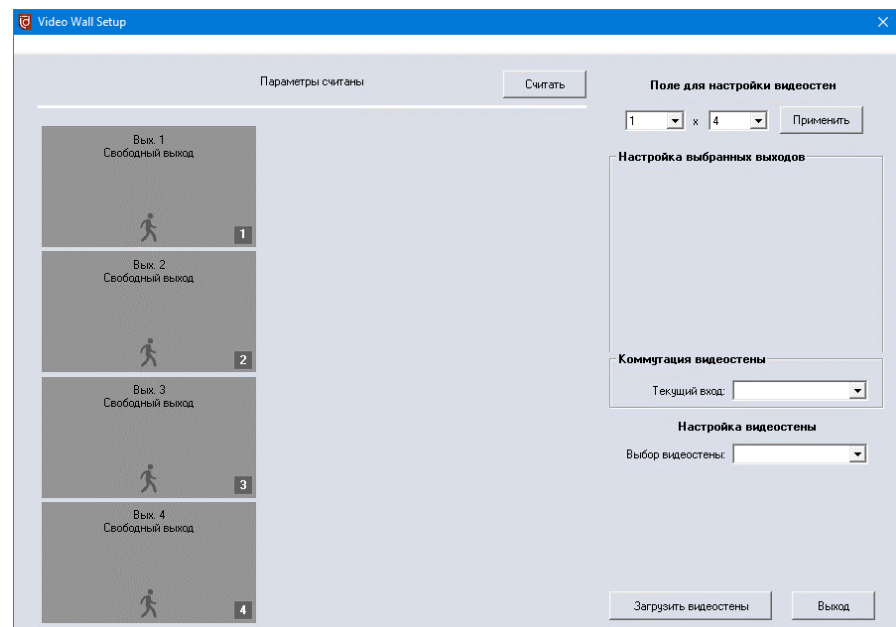 Video Wall Setup
Параметры считаны
Считать
Вых. 1
Свободный выход
1
Вых. 2
Свободный выход
2
Вых. 3
Свободный выход
3
Вых. 4
Свободный выход
4
Поле для настройки видеостен
1 x 4 Применить
Настройка выбранных выходов
Коммутация видеостены
Текущий вход:
Настройка видеостены
Выбор видеостены:
Загрузить видеостены
Выход